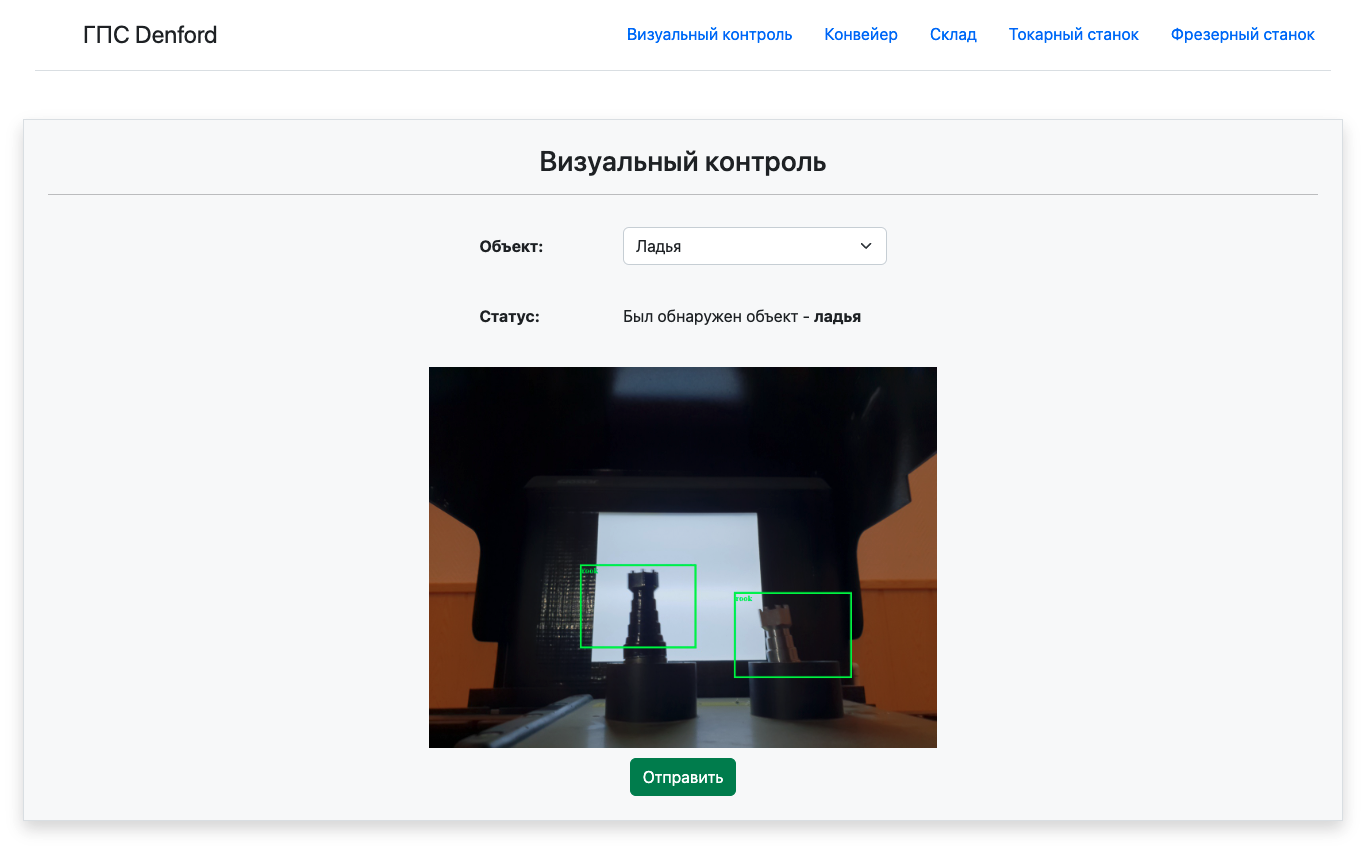 ГПС Denford
Визуальный контроль Конвейер Склад Токарный станок Фрезерный станок
Визуальный контроль
Объект: Ладья
Статус: Был обнаружен объект - ладья
rook
rook
Отправить